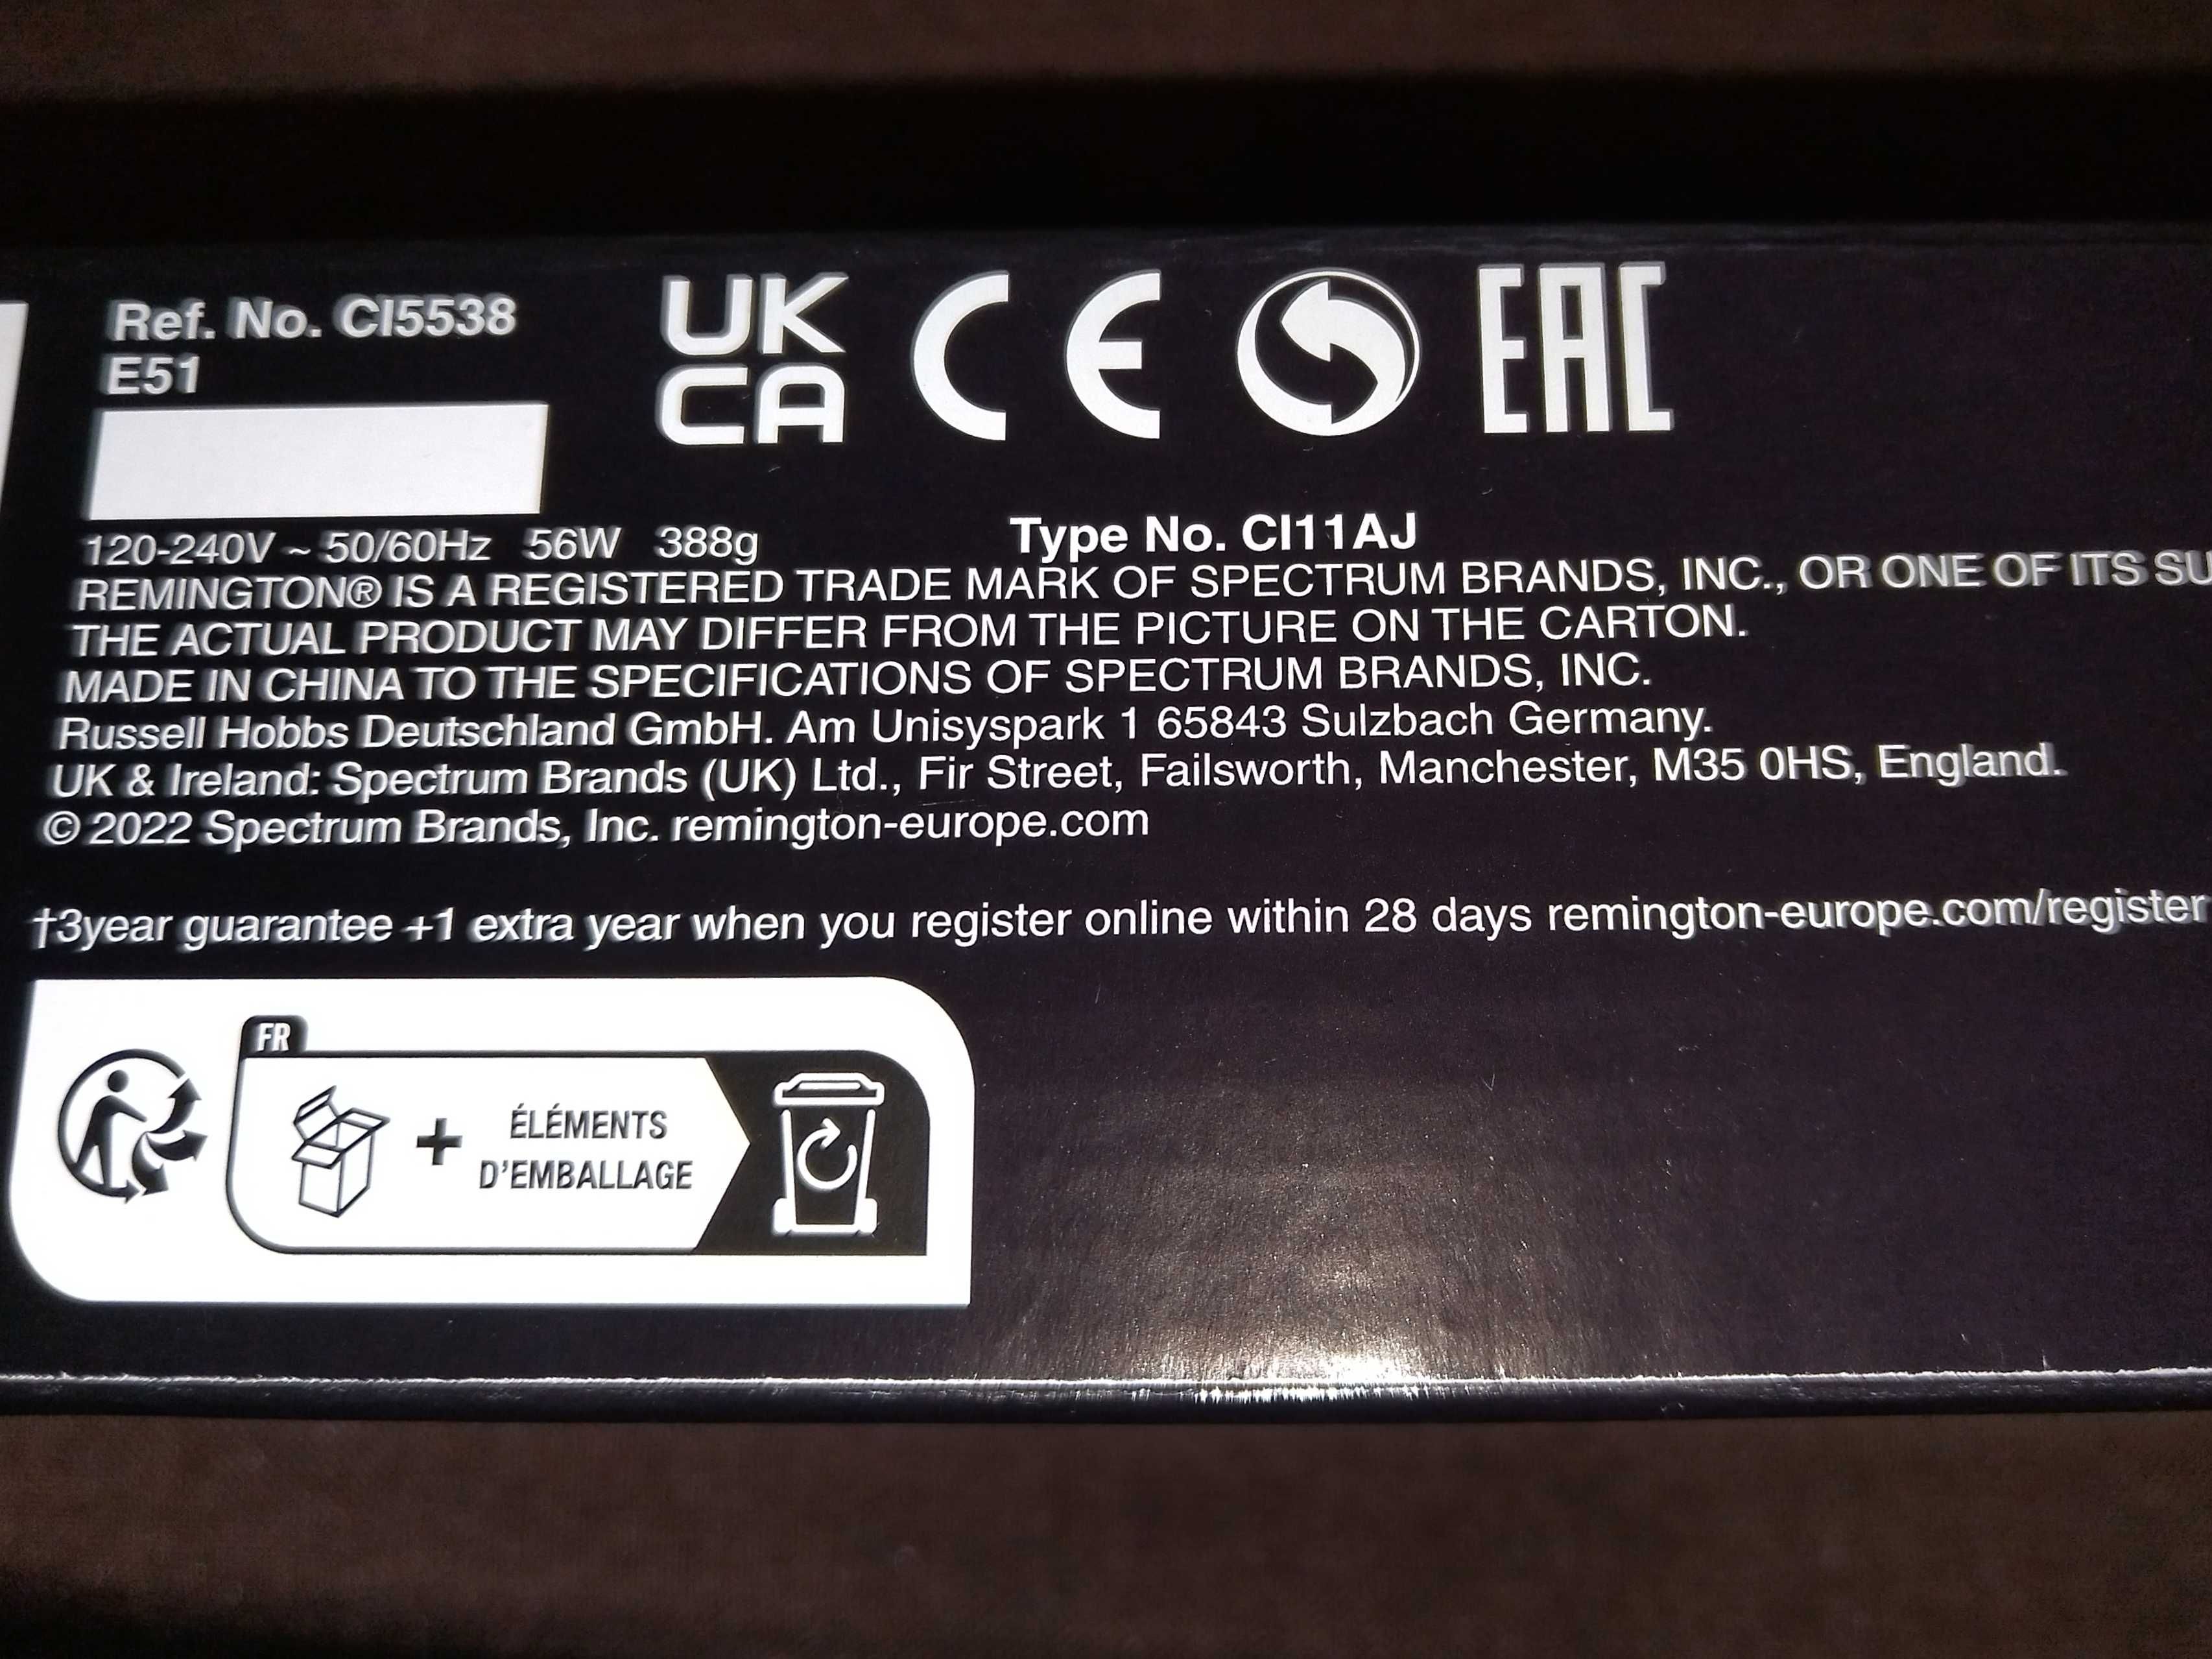 Ref. No. CI5538
E51
UK
CA
CE
EAC
120-240V ~ 50/60Hz 56W 388g
Type No. CI11AJ
REMINGTON® IS A REGISTERED TRADE MARK OF SPECTRUM BRANDS, INC., OR ONE OF ITS SU
THE ACTUAL PRODUCT MAY DIFFER FROM THE PICTURE ON THE CARTON.
MADE IN CHINA TO THE SPECIFICATIONS OF SPECTRUM BRANDS, INC.
Russell Hobbs Deutschland GmbH. Am Unisyspark 1 65843 Sulzbach Germany.
UK & Ireland: Spectrum Brands (UK) Ltd., Fir Street, Failsworth, Manchester, M35 0HS, England.
© 2022 Spectrum Brands, Inc. remington-europe.com
†3year guarantee +1 extra year when you register online within 28 days remington-europe.com/register
FR
+ ÉLÉMENTS
D'EMBALLAGE